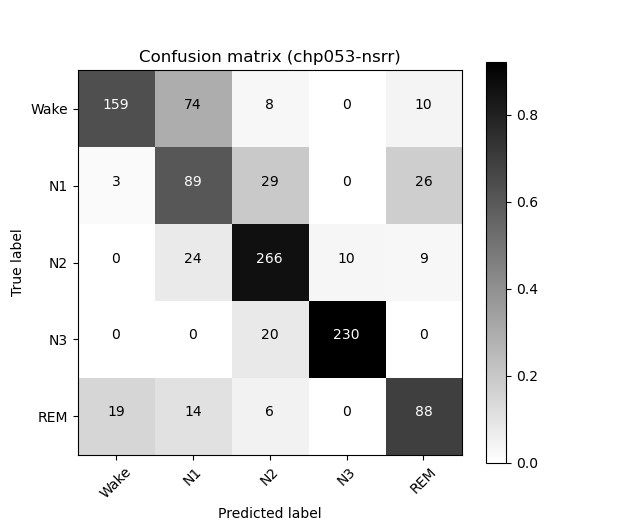 Confusion matrix (chp053-nsrr)
Wake 159 74 8 0 10
N1 3 89 29 0 26
N2 0 24 266 10 9
N3 0 0 20 230 0
REM 19 14 6 0 88
Wake N1 N2 N3 REM
Predicted label
True label
0.8
0.6
0.4
0.2
0.0